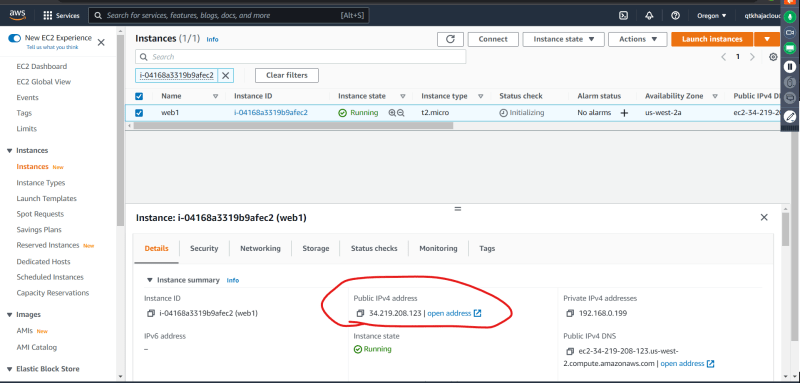 aws
Services
Search for services, features, blogs, docs, and more
[Alt+S]
Oregon
qtkhajacloud
New EC2 Experience
Tell us what you think
EC2 Dashboard
EC2 Global View
Events
Tags
Limits
Instances
Instances New
Instance Types
Launch Templates
Spot Requests
Savings Plans
Reserved Instances New
Dedicated Hosts
Scheduled Instances
Capacity Reservations
Images
AMIs New
AMI Catalog
Elastic Block Store
Instances (1/1) Info
Connect
Instance state
Actions
Launch instances
Search
1
i-04168a3319b9afec2
Clear filters
Name Instance ID Instance state Instance type Status check Alarm status Availability Zone Public IPv4 D
web1 i-04168a3319b9afec2 Running t2.micro Initializing No alarms us-west-2a ec2-34-219-208
Instance: i-04168a3319b9afec2 (web1)
Details Security Networking Storage Status checks Monitoring Tags
Instance summary Info
Instance ID
i-04168a3319b9afec2 (web1)
Public IPv4 address
34.219.208.123 | open address
Private IPv4 addresses
192.168.0.199
IPv6 address
–
Instance state
Running
Public IPv4 DNS
ec2-34-219-208-123.us-west-
2.compute.amazonaws.com | open address